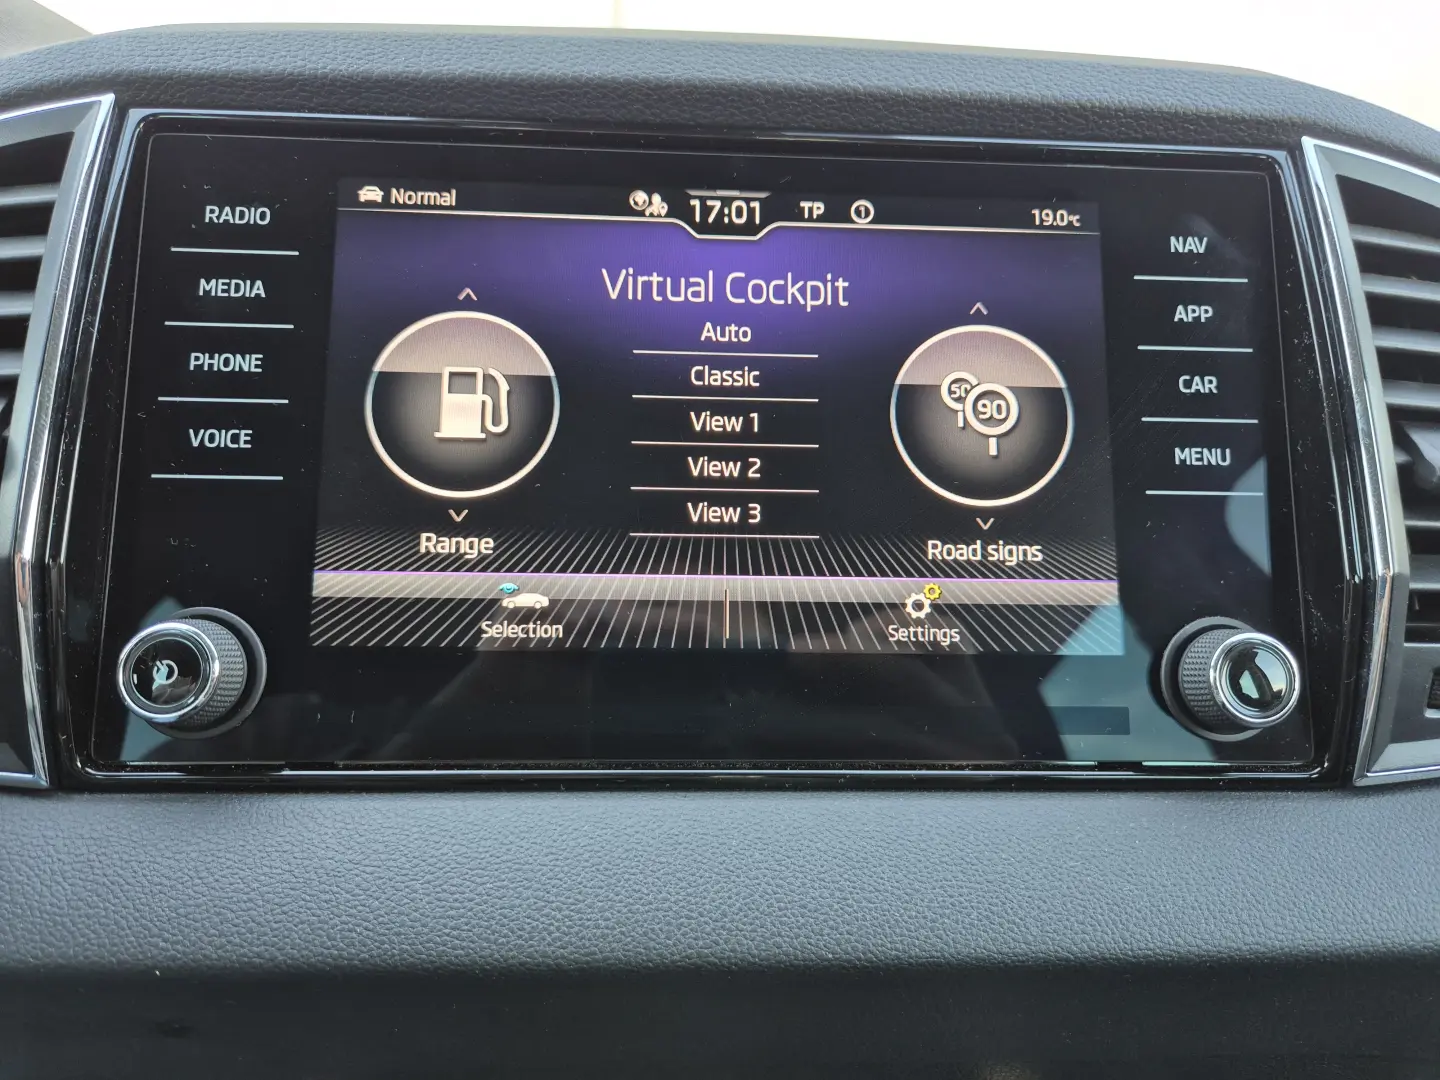 Normal
17:01
TP
1
19.0°C
RADIO
MEDIA
PHONE
VOICE
Virtual Cockpit
Auto
Classic
View 1
View 2
View 3
50
90
Range
Road signs
Selection
Settings
NAV
APP
CAR
MENU